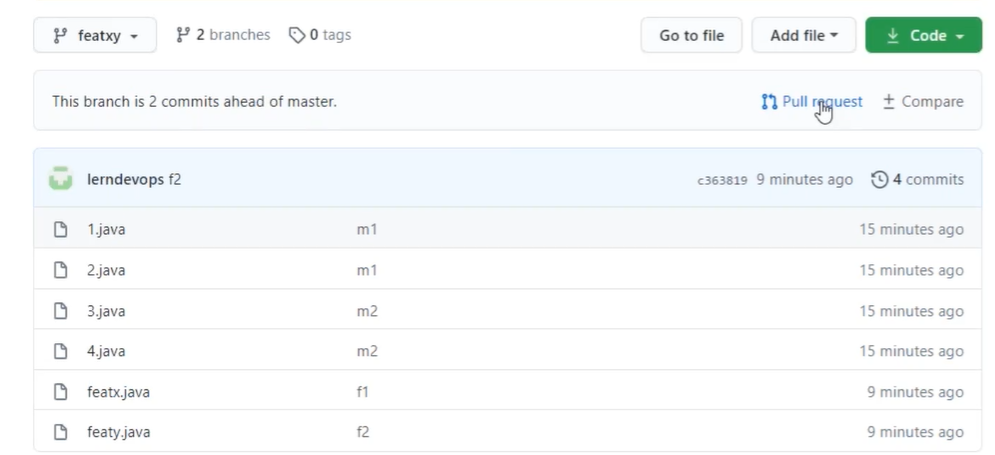 featxy 2 branches 0 tags Go to file Add file Code
This branch is 2 commits ahead of master. Pull request Compare
lerndevops f2 c363819 9 minutes ago 4 commits
1.java m1 15 minutes ago
2.java m1 15 minutes ago
3.java m2 15 minutes ago
4.java m2 15 minutes ago
featx.java f1 9 minutes ago
featy.java f2 9 minutes ago